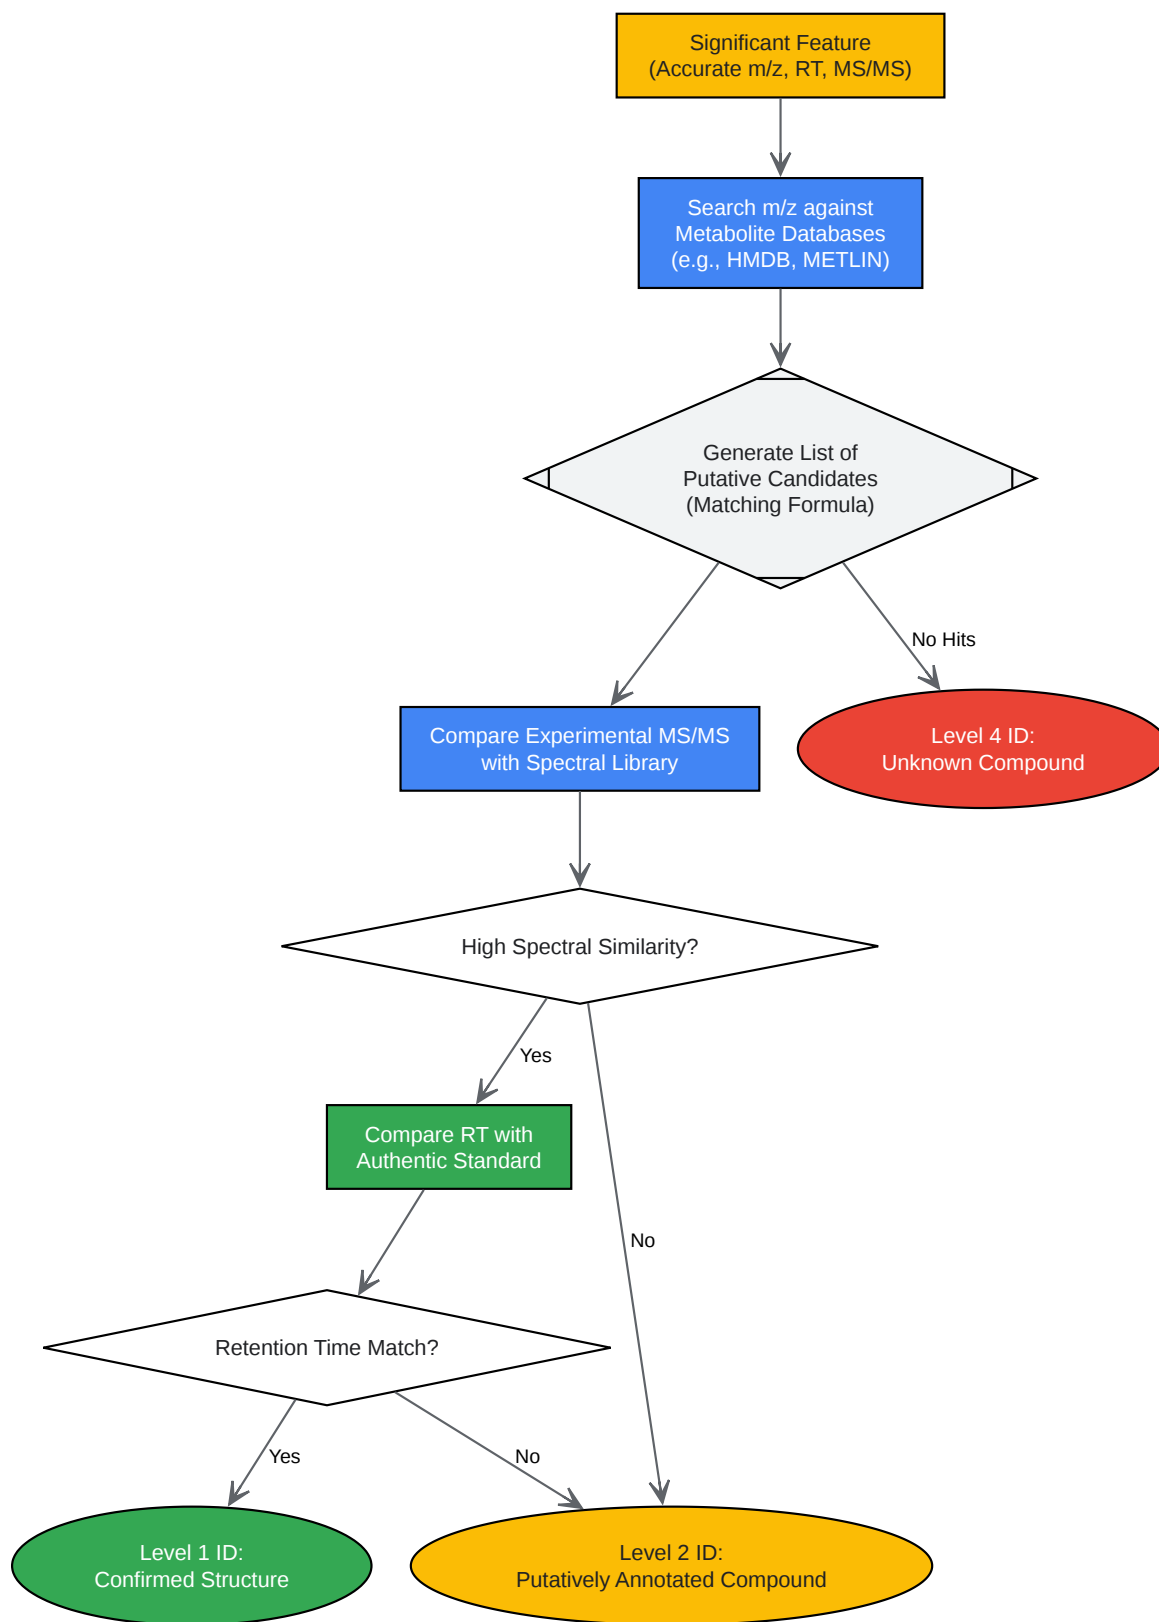 Significant Feature
(Accurate m/z, RT, MS/MS)
Search m/z against
Metabolite Databases
(e.g., HMDB, METLIN)
Generate List of
Putative Candidates
(Matching Formula)
No Hits
Compare Experimental MS/MS
with Spectral Library
Level 4 ID:
Unknown Compound
High Spectral Similarity?
Yes
Compare RT with
Authentic Standard
No
Retention Time Match?
Yes
No
Level 1 ID:
Confirmed Structure
Level 2 ID:
Putatively Annotated Compound